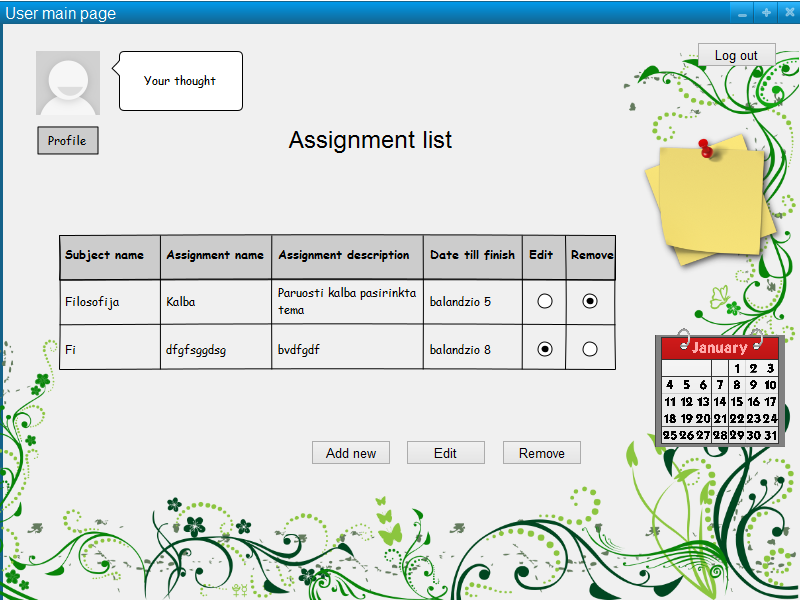 User main page
Log out
Your thought
Profile
Assignment list
Subject name Assignment name Assignment description Date till finish Edit Remove
Filosofija Kalba Paruosti kalba pasirinkta balandzio 5
tema
Fi dfgfsggdsg bvdfgdf balandzio 8
January
1 2 3
4 5 6 7 8 9 10
11 12 13 14 15 16 17
18 19 20 21 22 23 24
25 26 27 28 29 30 31
Add new Edit Remove